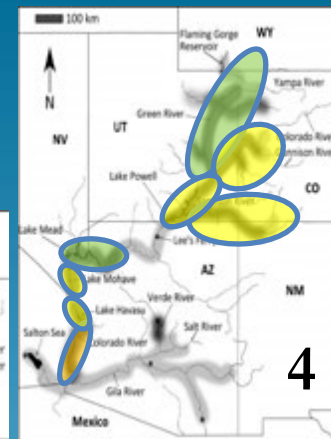 100 km
WY
Flaming Gorge
Reservoir
N
Yampa River
Green River
NV
UT
Colorado River
Gunnison River
Lake Powell
CO
River
Lake Mead
Lee's Ferry
AZ
Lake Mohave
NM
Verde River
Lake Havasu
Salt River
Salton Sea
Colorado River
4
Gila River
Mexico